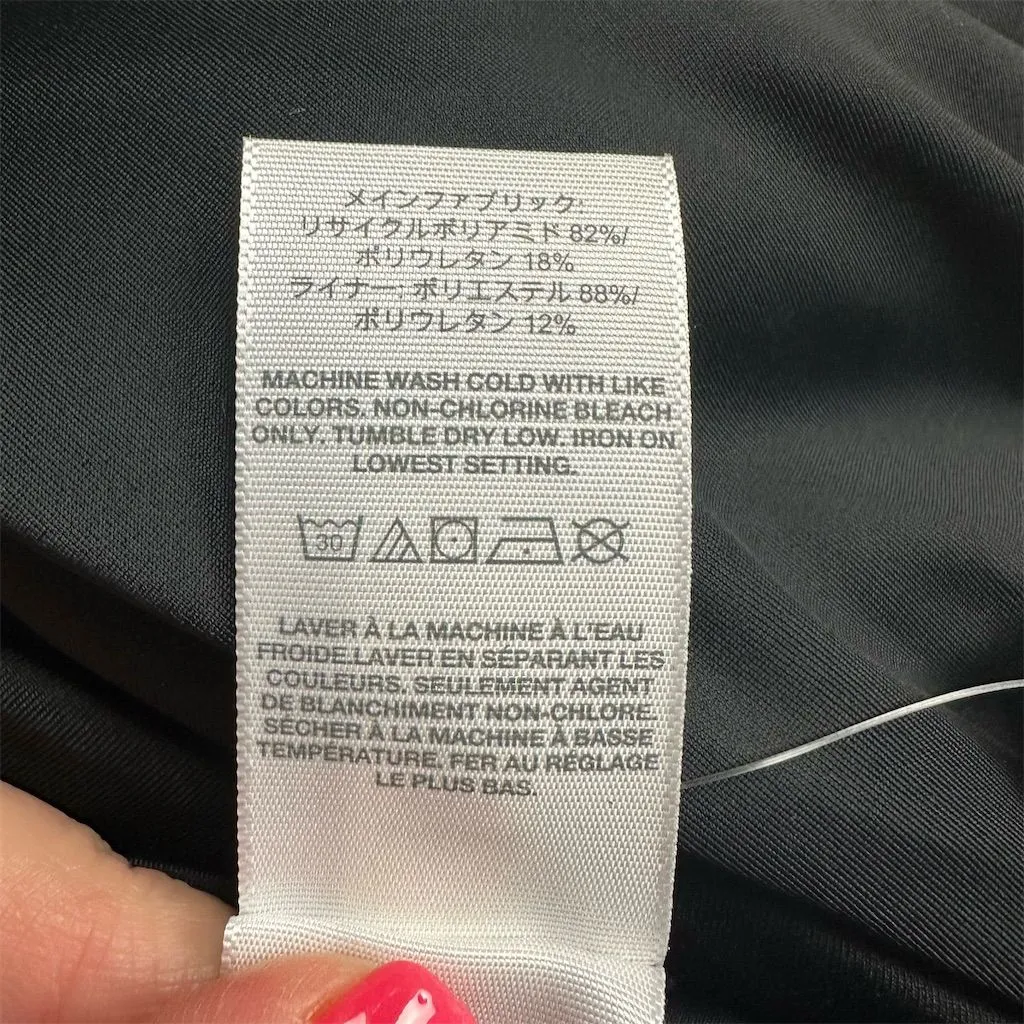 メインファブリック:
リサイクルポリアミド 82%/
ポリウレタン 18%
ライナー: ポリエステル 88%/
ポリウレタン 12%
MACHINE WASH COLD WITH LIKE
COLORS. NON-CHLORINE BLEACH
ONLY. TUMBLE DRY LOW. IRON ON
LOWEST SETTING.
30
LAVER À LA MACHINE À L'EAU
FROIDE.LAVER EN SÉPARANT LES
COULEURS. SEULEMENT AGENT
DE BLANCHIMENT NON-CHLORE.
SÉCHER À LA MACHINE À BASSE
TEMPÉRATURE. FER AU RÉGLAGE
LE PLUS BAS.